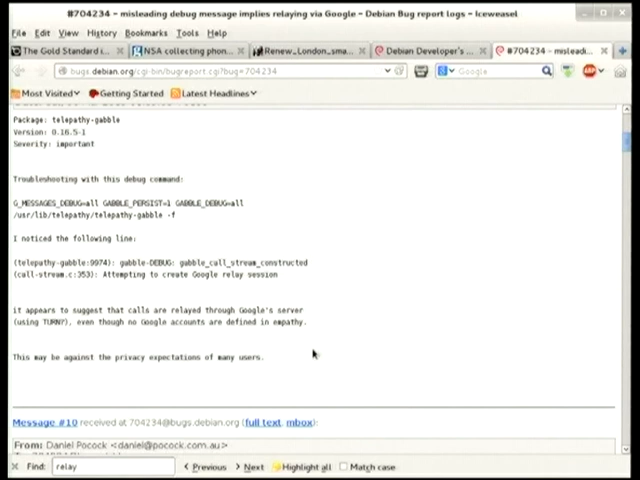 #704234 - misleading debug message implies relaying via Google - Debian Bug report logs - Iceweasel
File Edit View History Bookmarks Tools Help
The Gold Standard i... NSA collecting phon... Renew_London_sma... Debian Developer's ... #704234 - misleadi...
bugs.debian.org/cgi-bin/bugreport.cgi?bug=704234 Google
Most Visited Getting Started Latest Headlines
Package: telepathy-gabble
Version: 0.16.5-1
Severity: important
Troubleshooting with this debug command:
G_MESSAGES_DEBUG=all GABBLE_PERSIST=1 GABBLE_DEBUG=all
/usr/lib/telepathy/telepathy-gabble -f
I noticed the following line:
(telepathy-gabble:9974): gabble-DEBUG: gabble_call_stream_constructed
(call-stream.c:353): Attempting to create Google relay session
it appears to suggest that calls are relayed through Google's server
(using TURN?), even though no Google accounts are defined in empathy.
This may be against the privacy expectations of many users.
Message #10 received at 704234@bugs.debian.org (full text, mbox):
From: Daniel Pocock <daniel@pocock.com.au>
Find: relay Previous Next Highlight all Match case